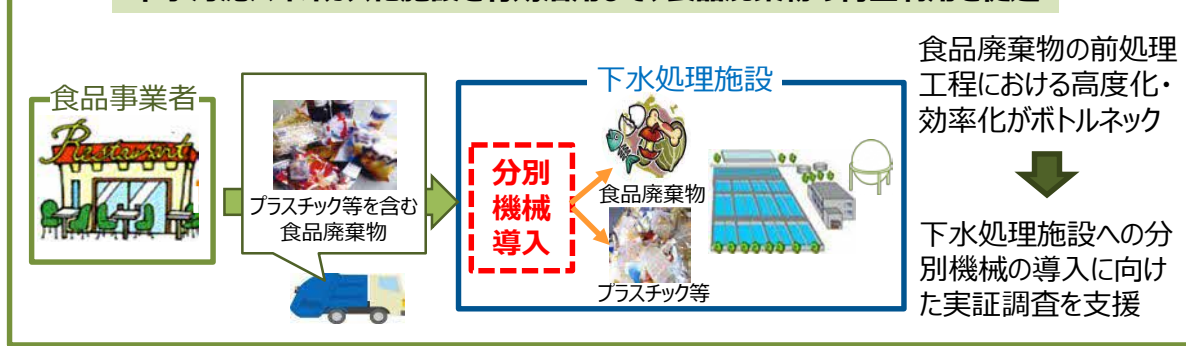 食品事業者
Restaurant
プラスチック等を含む
食品廃棄物
下水処理施設
分別
機械
導入
食品廃棄物
プラスチック等
食品廃棄物の前処理
工程における高度化・
効率化がボトルネック
下水処理施設への分
別機械の導入に向け
た実証調査を支援